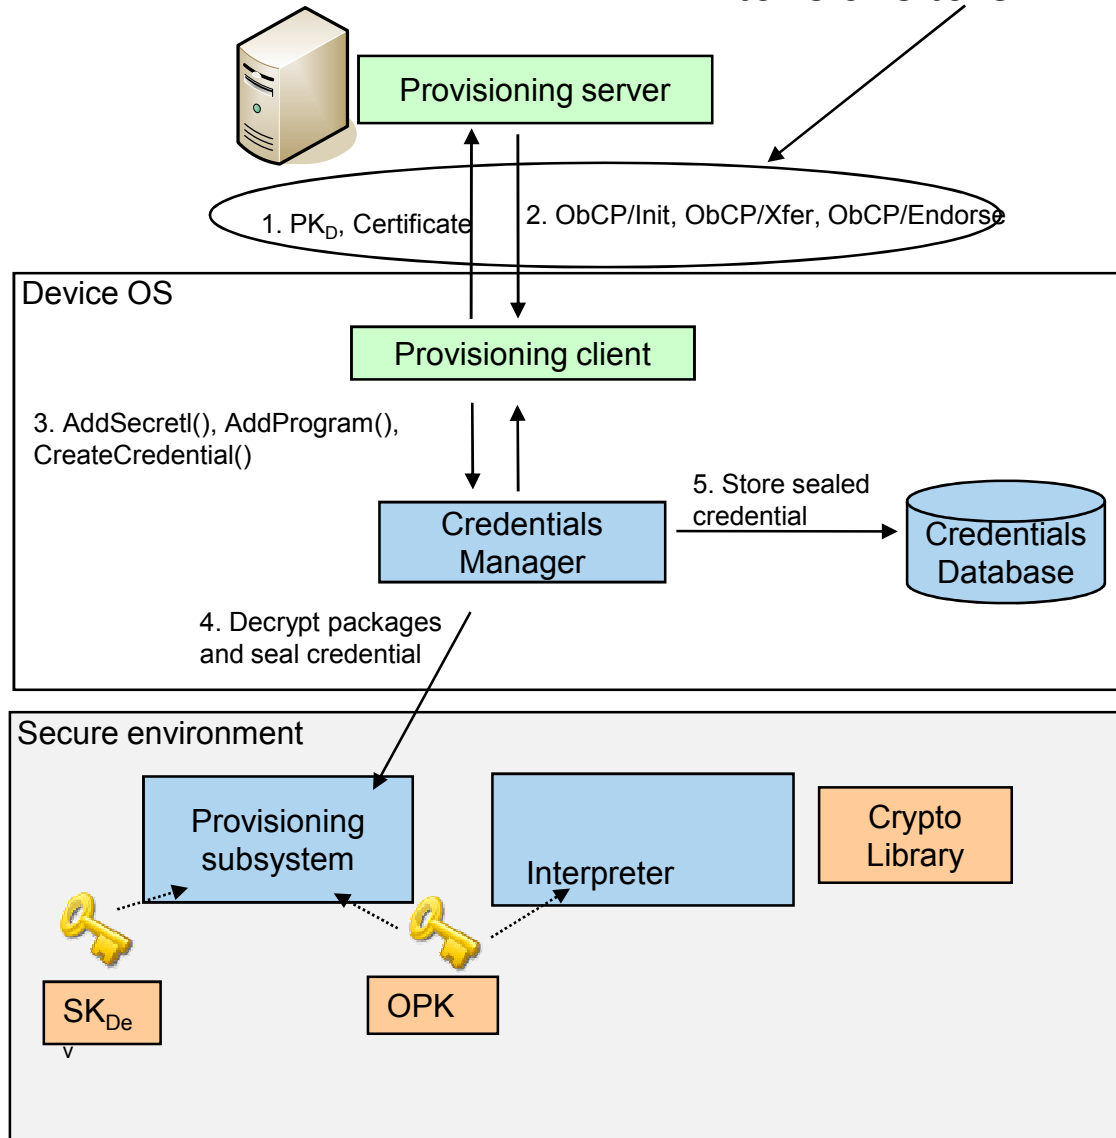 Provisioning server
1. PK_D, Certificate
2. ObCP/Init, ObCP/Xfer, ObCP/Endorse
Device OS
Provisioning client
3. AddSecretl(), AddProgram(),
CreateCredential()
5. Store sealed
credential
Credentials
Manager
Credentials
Database
4. Decrypt packages
and seal credential
Secure environment
Provisioning
subsystem
Interpreter
Crypto
Library
SK_De
v
OPK